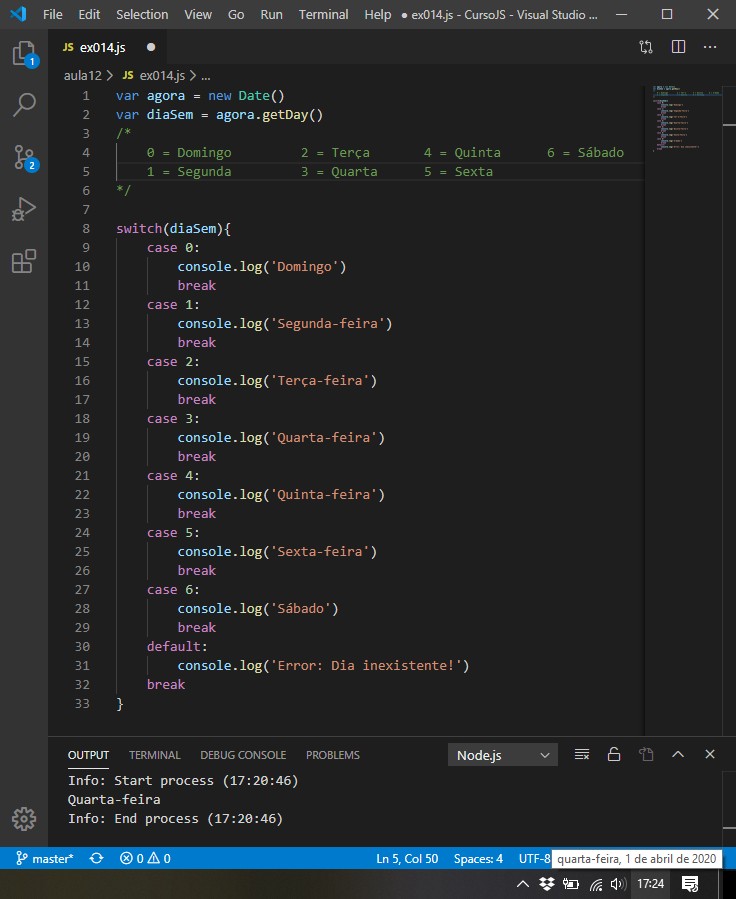 File Edit Selection View Go Run Terminal Help ● ex014.js - CursoJS - Visual Studio ...
JS ex014.js ●
aula12 > JS ex014.js > ...
1 var agora = new Date()
2 var diaSem = agora.getDay()
3 /*
4 0 = Domingo 2 = Terça 4 = Quinta 6 = Sábado
5 1 = Segunda 3 = Quarta 5 = Sexta
6 */
7
8 switch(diaSem){
9 case 0:
10 console.log('Domingo')
11 break
12 case 1:
13 console.log('Segunda-feira')
14 break
15 case 2:
16 console.log('Terça-feira')
17 break
18 case 3:
19 console.log('Quarta-feira')
20 break
21 case 4:
22 console.log('Quinta-feira')
23 break
24 case 5:
25 console.log('Sexta-feira')
26 break
27 case 6:
28 console.log('Sábado')
29 break
30 default:
31 console.log('Error: Dia inexistente!')
32 break
33 }
1
2
OUTPUT TERMINAL DEBUG CONSOLE PROBLEMS Node.js
Info: Start process (17:20:46)
Quarta-feira
Info: End process (17:20:46)
master* 0 0 Ln 5, Col 50 Spaces: 4 UTF-8 quarta-feira, 1 de abril de 2020
17:24